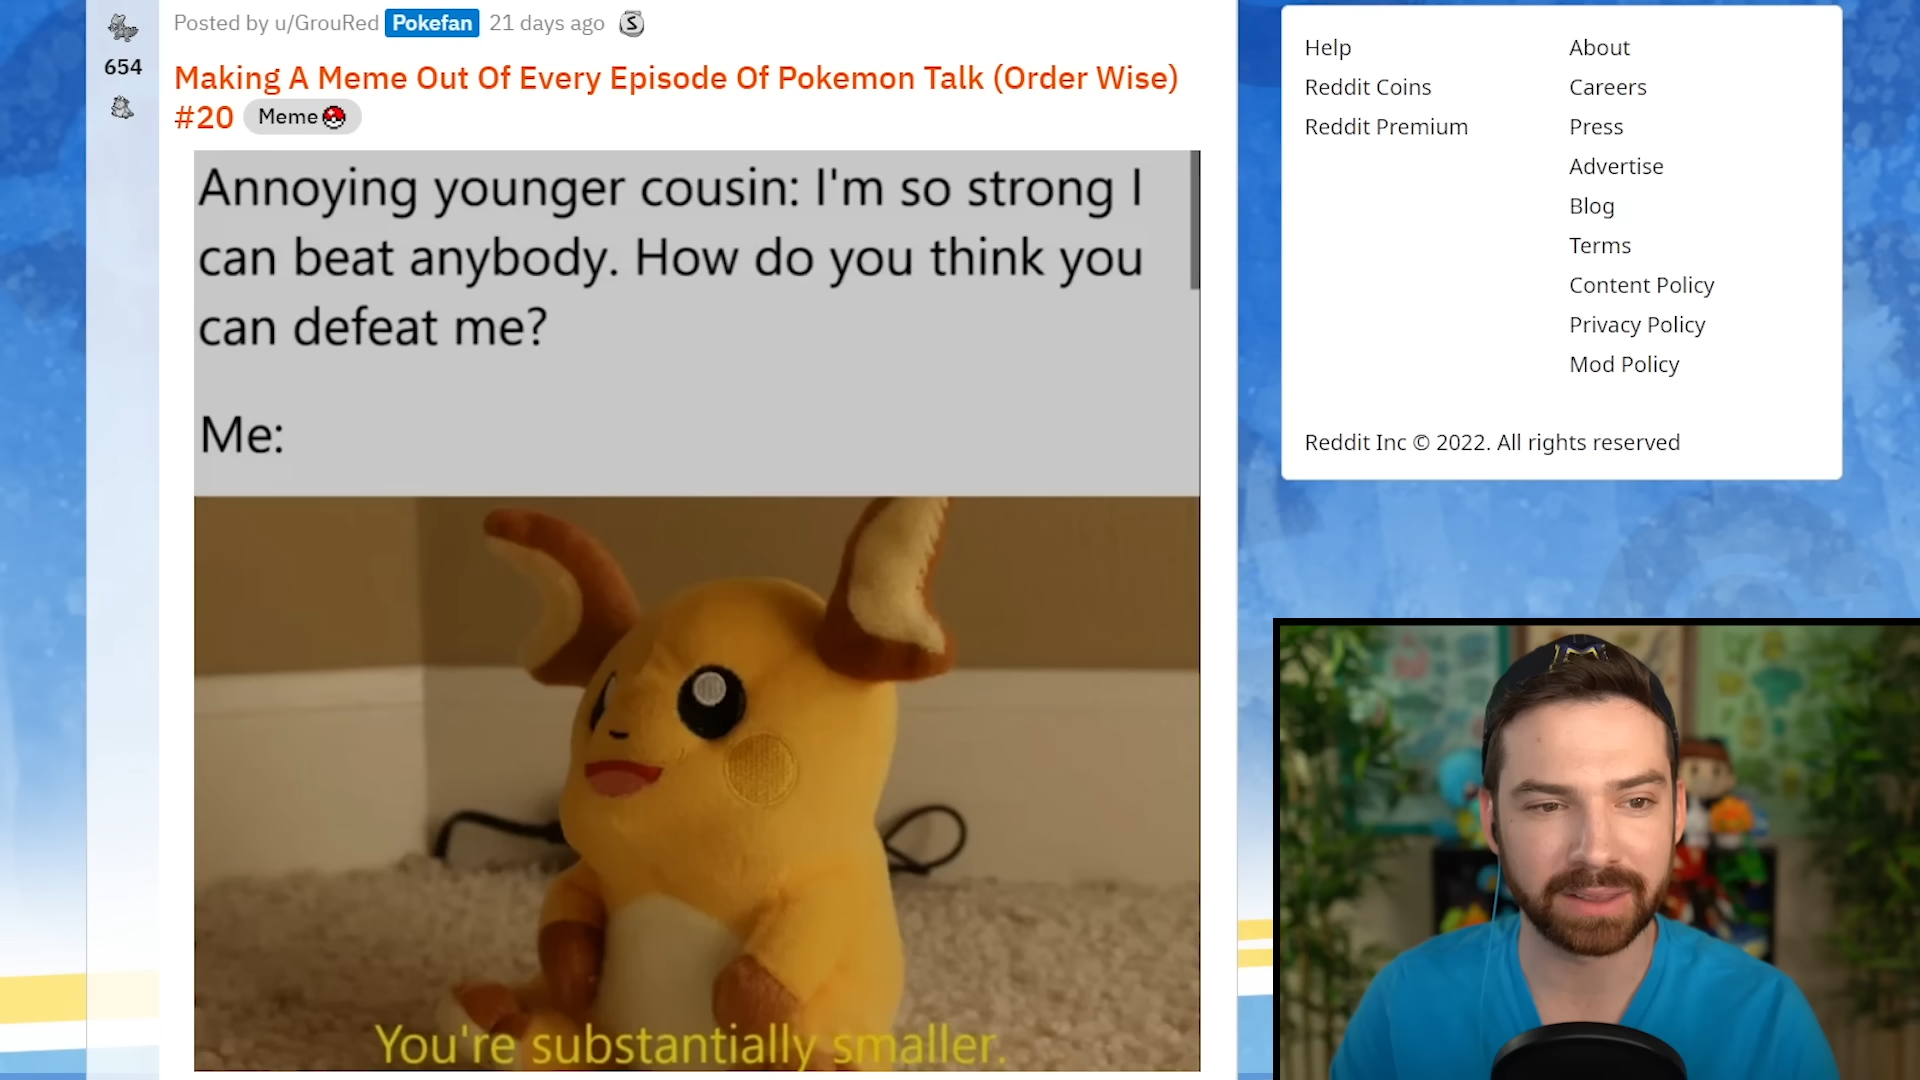 Posted by u/GrouRed Pokefan 21 days ago
654
Making A Meme Out Of Every Episode Of Pokemon Talk (Order Wise)
#20 Meme
Annoying younger cousin: I'm so strong I
can beat anybody. How do you think you
can defeat me?
Me:
You're substantially smaller.
Help
About
Reddit Coins
Careers
Reddit Premium
Press
Advertise
Blog
Terms
Content Policy
Privacy Policy
Mod Policy
Reddit Inc © 2022. All rights reserved